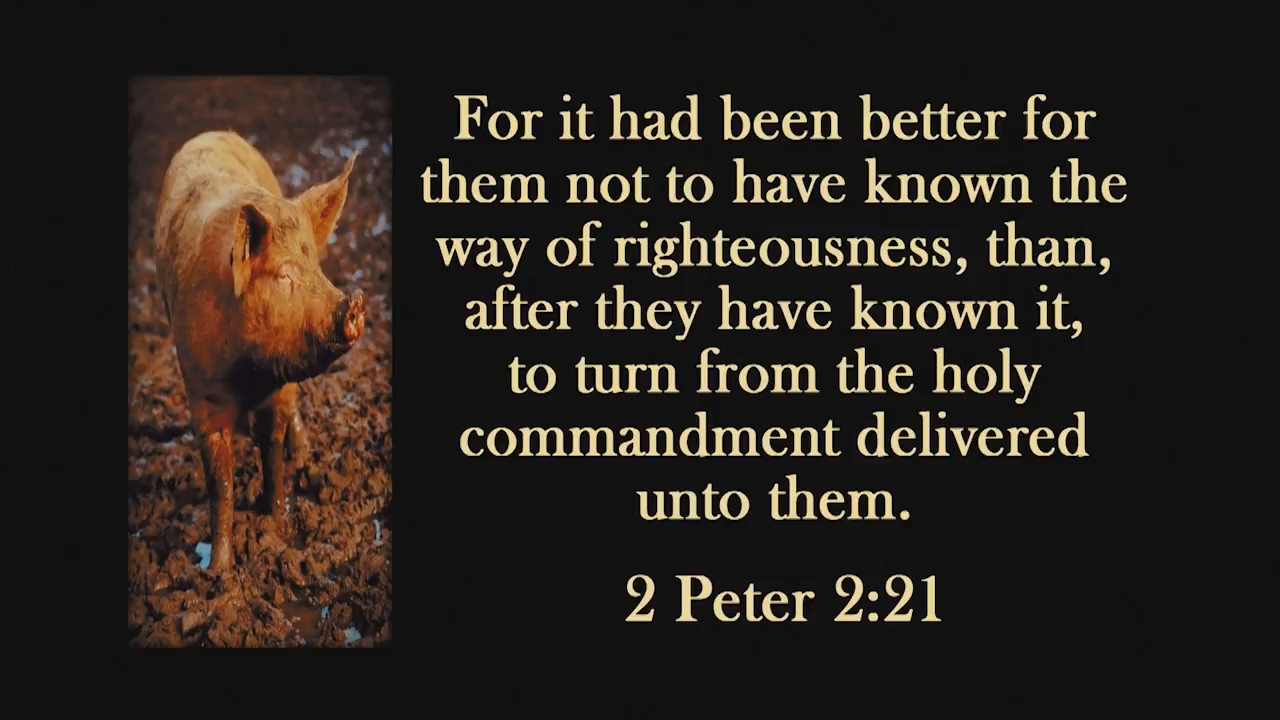 For it had been better for
them not to have known the
way of righteousness, than,
after they have known it,
to turn from the holy
commandment delivered
unto them.
2 Peter 2:21